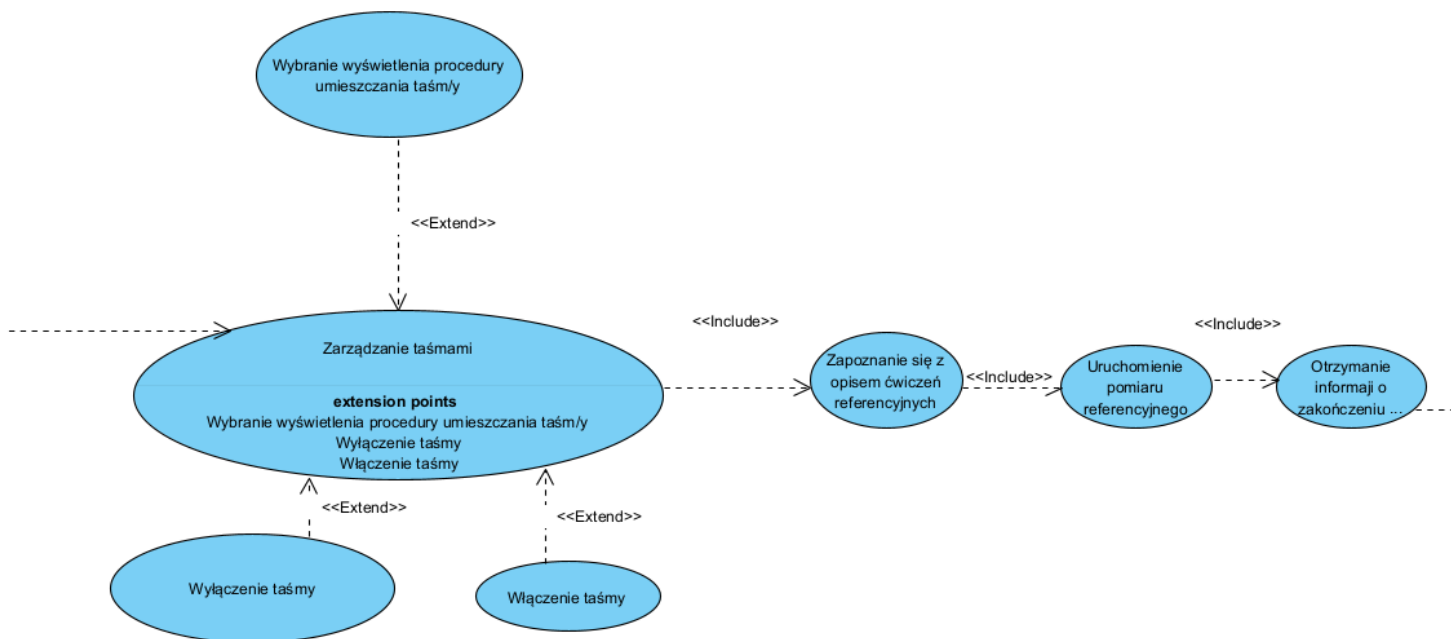 Wybranie wyświetlenia procedury
umieszczania taśm/y
<<Extend>>
Zarządzanie taśmami
extension points
Wybranie wyświetlenia procedury umieszczania taśm/y
Wyłączenie taśmy
Włączenie taśmy
<<Include>>
Zapoznanie się z
opisem ćwiczeń
referencyjnych
<<Include>>
Uruchomienie
pomiaru
referencyjnego
<<Include>>
Otrzymanie
informaji o
zakończeniu ...
<<Extend>>
<<Extend>>
Wyłączenie taśmy
Włączenie taśmy